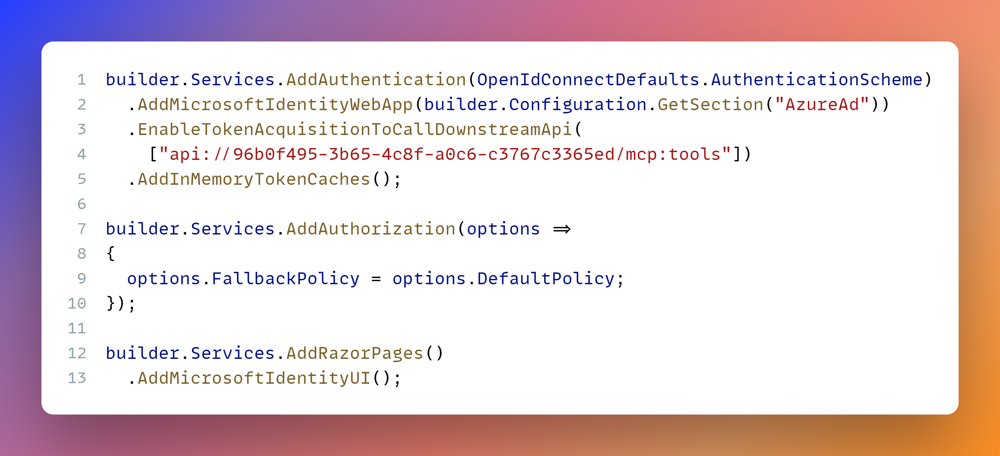 1 builder.Services.AddAuthentication(OpenIdConnectDefaults.AuthenticationScheme)
2   .AddMicrosoftIdentityWebApp(builder.Configuration.GetSection("AzureAd"))
3   .EnableTokenAcquisitionToCallDownstreamApi(
4     ["api://96b0f495-3b65-4c8f-a0c6-c3767c3365ed/mcp:tools"])
5   .AddInMemoryTokenCaches();
6
7 builder.Services.AddAuthorization(options =>
8 {
9   options.FallbackPolicy = options.DefaultPolicy;
10 });
11
12 builder.Services.AddRazorPages()
13   .AddMicrosoftIdentityUI();